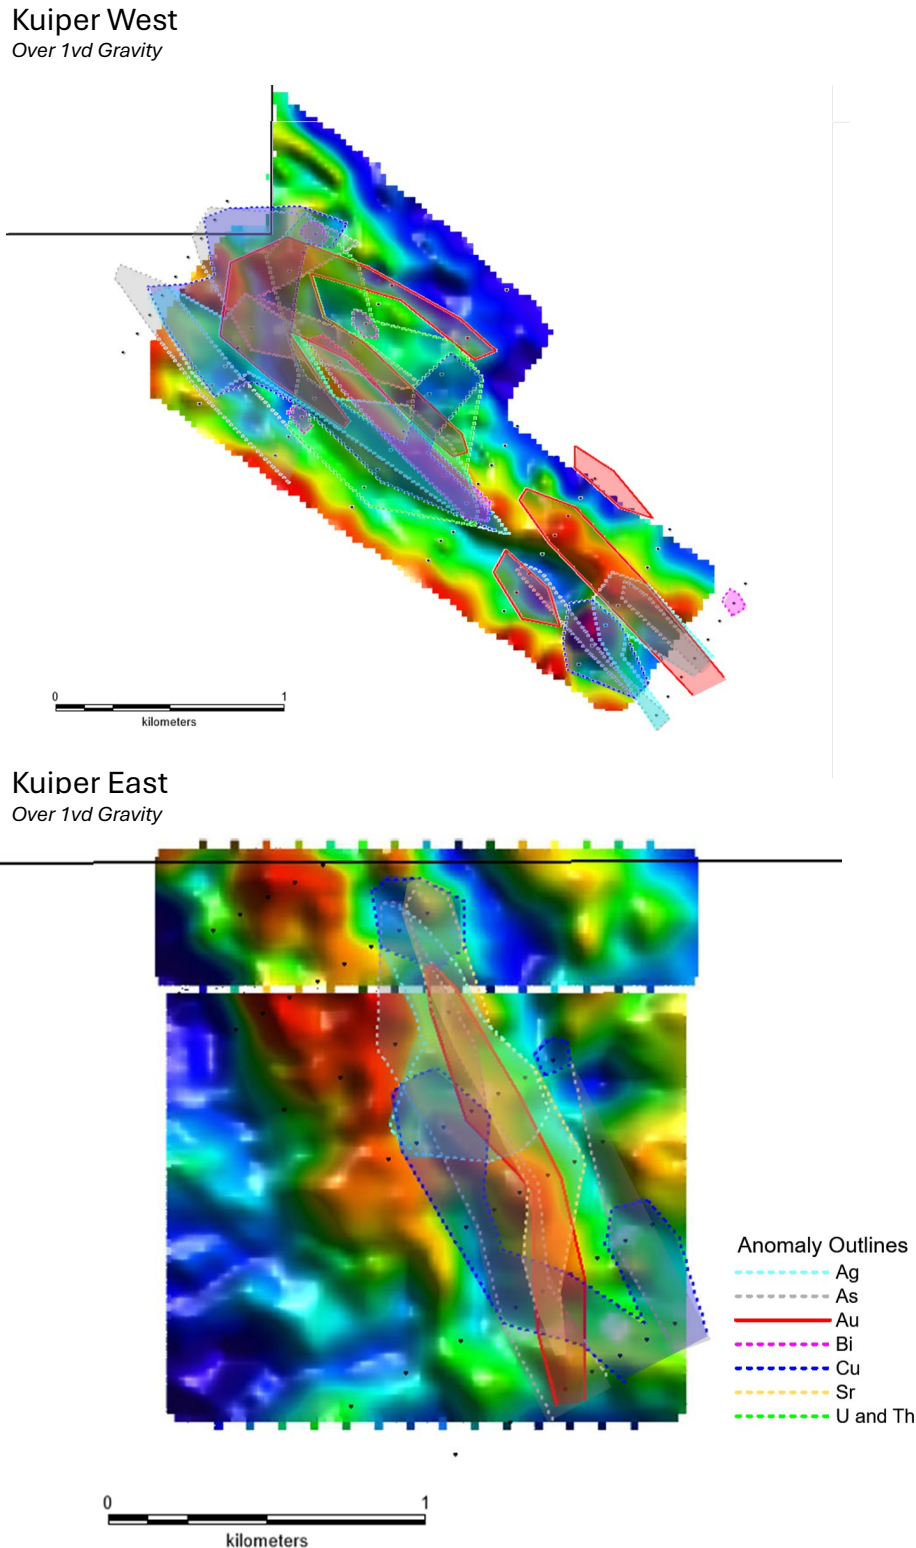 Kuiper West
Over 1vd Gravity
0 1
kilometers
Kuiper East
Over 1vd Gravity
Anomaly Outlines
Ag
As
Au
Bi
Cu
Sr
U and Th
0 1
kilometers